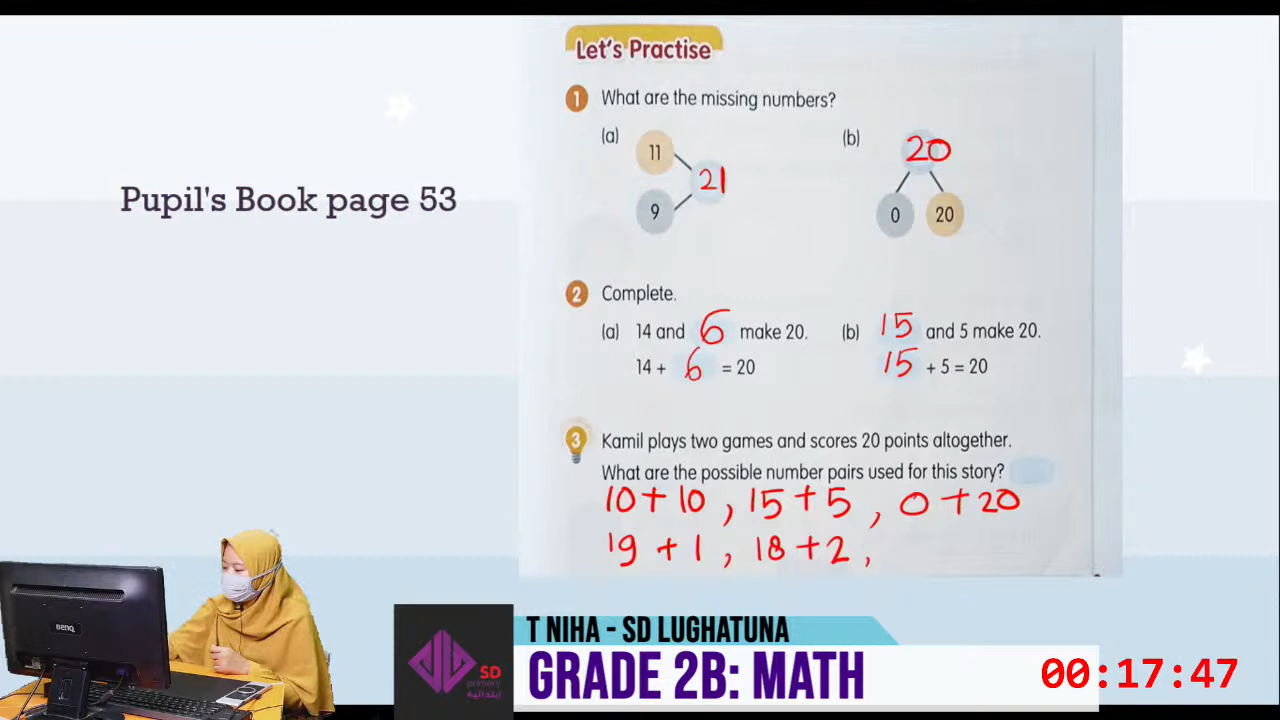 Pupil's Book page 53
Let's Practise
1 What are the missing numbers?
(a) 11 9 21
(b) 20 0 20
2 Complete.
(a) 14 and 6 make 20.
14 + 6 = 20
(b) 15 and 5 make 20.
15 + 5 = 20
3 Kamil plays two games and scores 20 points altogether.
What are the possible number pairs used for this story?
10 + 10 , 15 + 5 , 0 + 20
19 + 1 , 18 + 2 ,
BenQ
SD
primary
ابتدائية
T NIHA - SD LUGHATUNA
GRADE 2B: MATH
00:17:47